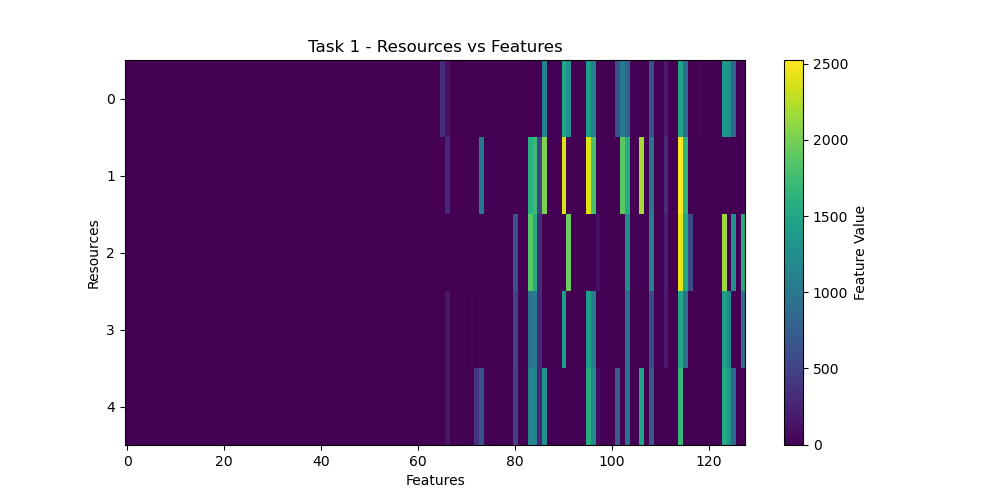 Task 1 - Resources vs Features
Resources
0
1
2
3
4
0 20 40 60 80 100 120
Features
2500
2000
1500
1000
500
0
Feature Value